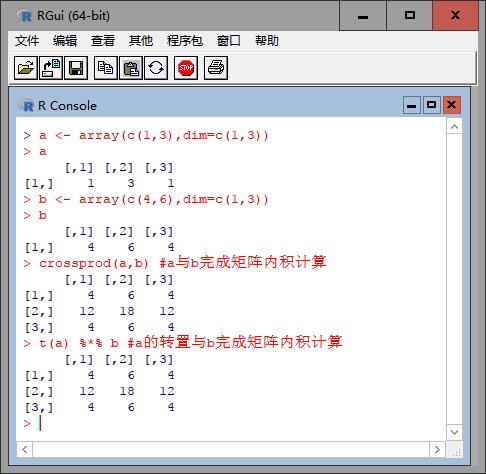 RGui (64-bit)
文件 编辑 查看 其他 程序包 窗口 帮助
STOP
R Console
> a <- array(c(1,3),dim=c(1,3))
> a
     [,1] [,2] [,3]
[1,]    1    3    1
> b <- array(c(4,6),dim=c(1,3))
> b
     [,1] [,2] [,3]
[1,]    4    6    4
> crossprod(a,b) #a与b完成矩阵内积计算
     [,1] [,2] [,3]
[1,]    4    6    4
[2,]   12   18   12
[3,]    4    6    4
> t(a) %*% b #a的转置与b完成矩阵内积计算
     [,1] [,2] [,3]
[1,]    4    6    4
[2,]   12   18   12
[3,]    4    6    4
>